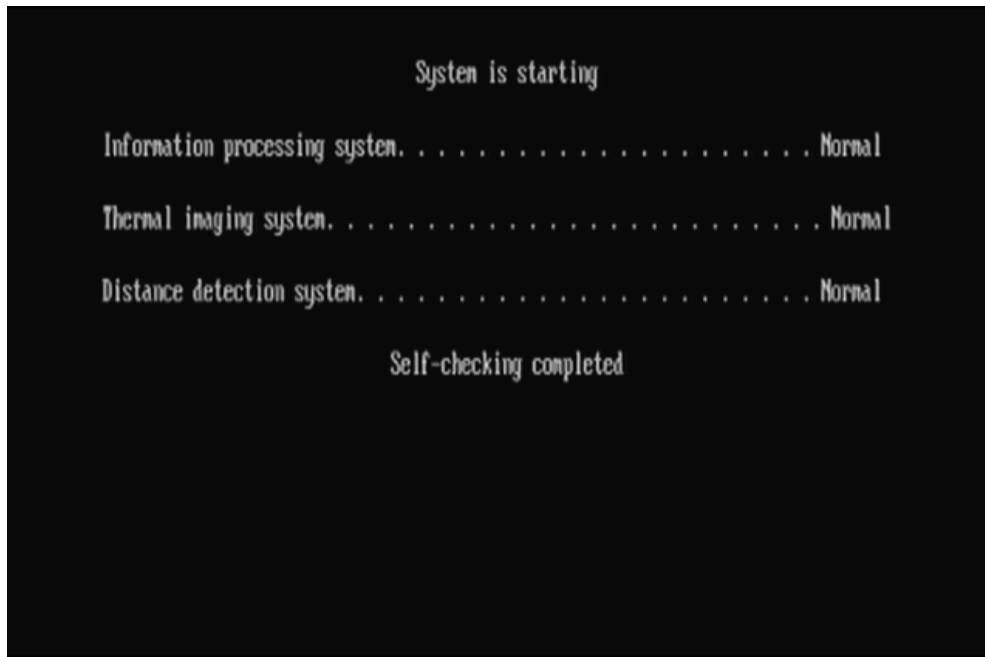 System is starting
Information processing system. . . . . . . . . . . . . . . . . . . . . Normal
Thermal imaging system. . . . . . . . . . . . . . . . . . . . . . . . . Normal
Distance detection system. . . . . . . . . . . . . . . . . . . . . . . Normal
Self-checking completed